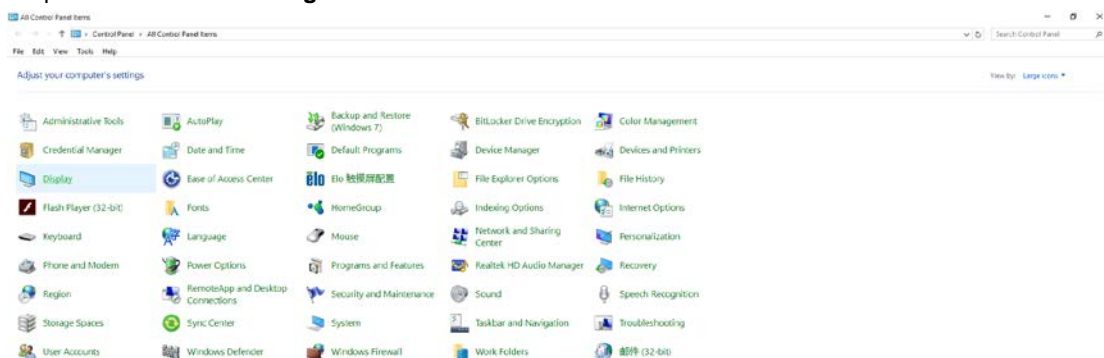 All Control Panel Items
Control Panel › All Control Panel Items
Search Control Panel
File Edit View Tools Help
Adjust your computer's settings
View by: Large icons
Administrative Tools
AutoPlay
Backup and Restore
(Windows 7)
BitLocker Drive Encryption
Color Management
Credential Manager
Date and Time
Default Programs
Device Manager
Devices and Printers
Display
Ease of Access Center
elo
Elo 触摸屏配置
File Explorer Options
File History
Flash Player (32-bit)
Fonts
HomeGroup
Indexing Options
Internet Options
Keyboard
Language
Mouse
Network and Sharing
Center
Personalization
Phone and Modem
Power Options
Programs and Features
Realtek HD Audio Manager
Recovery
Region
RemoteApp and Desktop
Connections
Security and Maintenance
Sound
Speech Recognition
Storage Spaces
Sync Center
System
Taskbar and Navigation
Troubleshooting
User Accounts
Windows Defender
Windows Firewall
Work Folders
邮件 (32-bit)